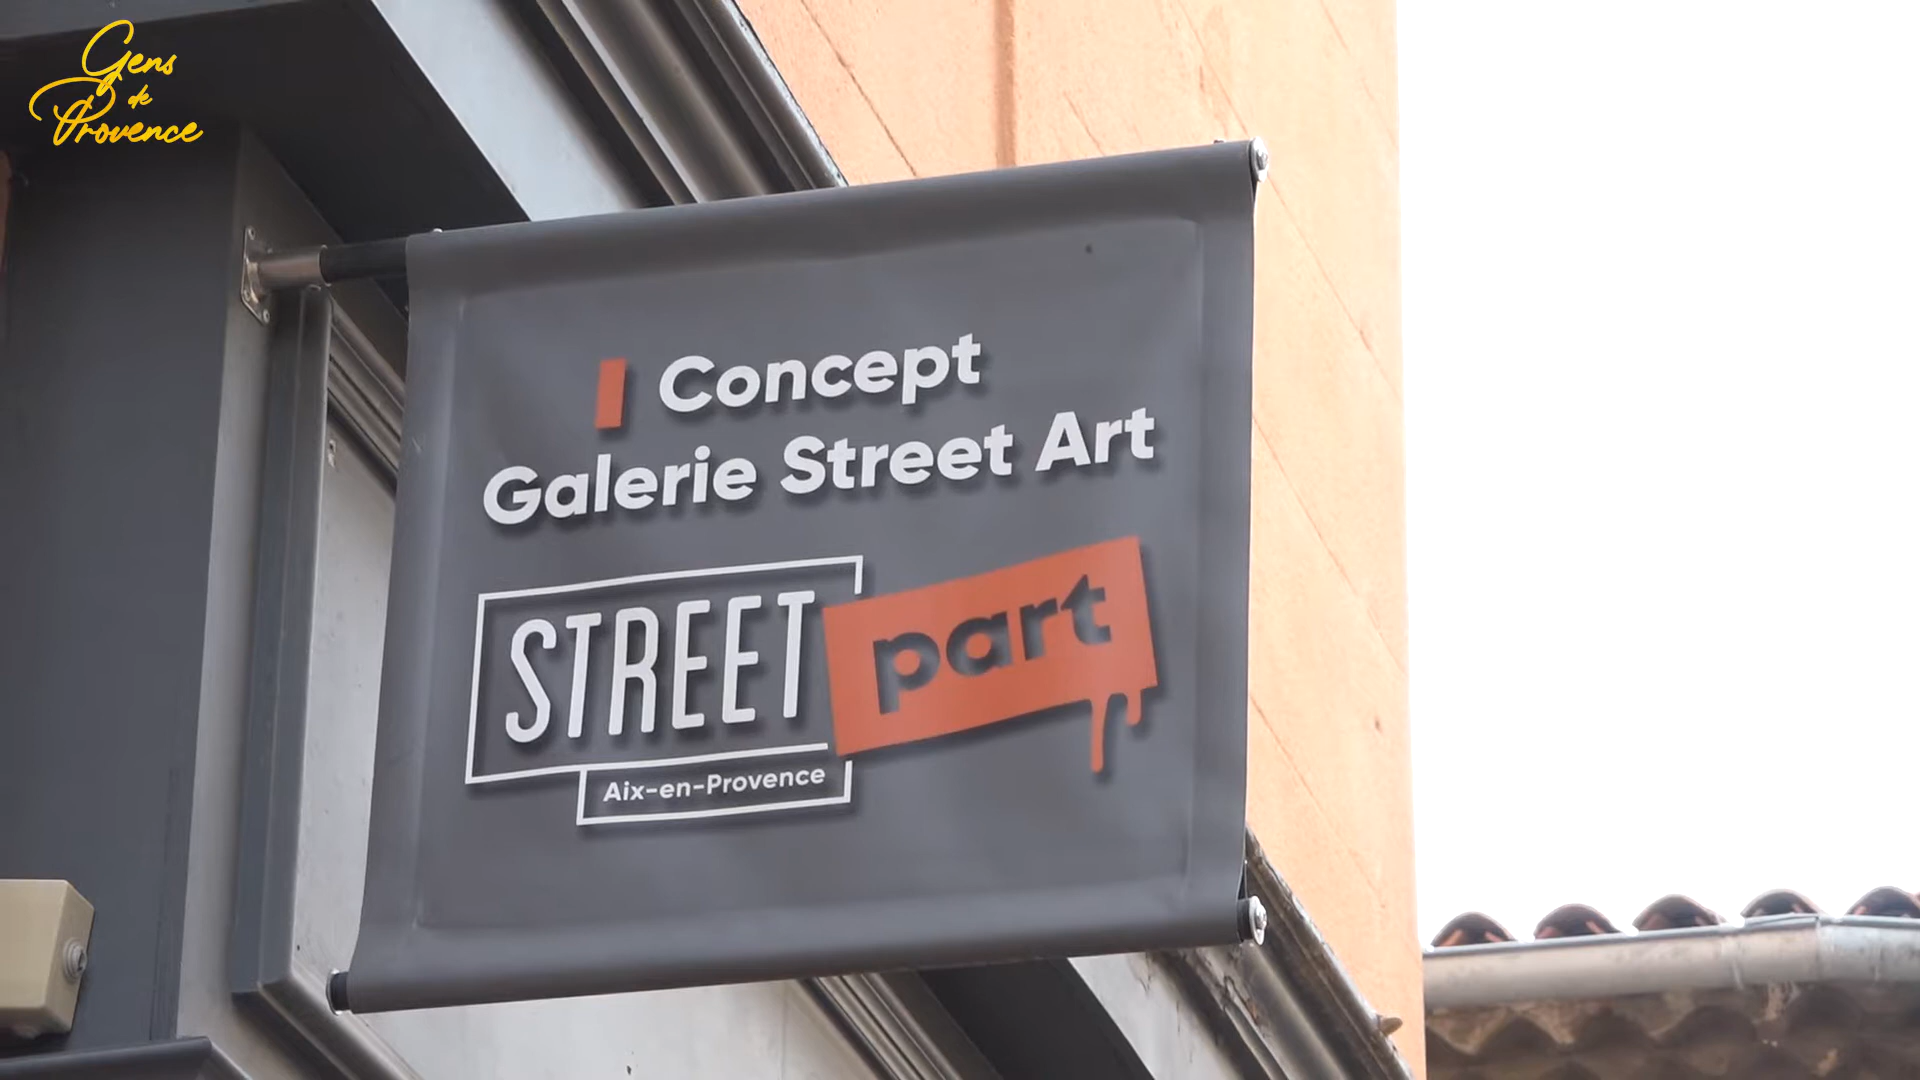 Gens
de
Provence
Concept
Galerie Street Art
STREET part
Aix-en-Provence